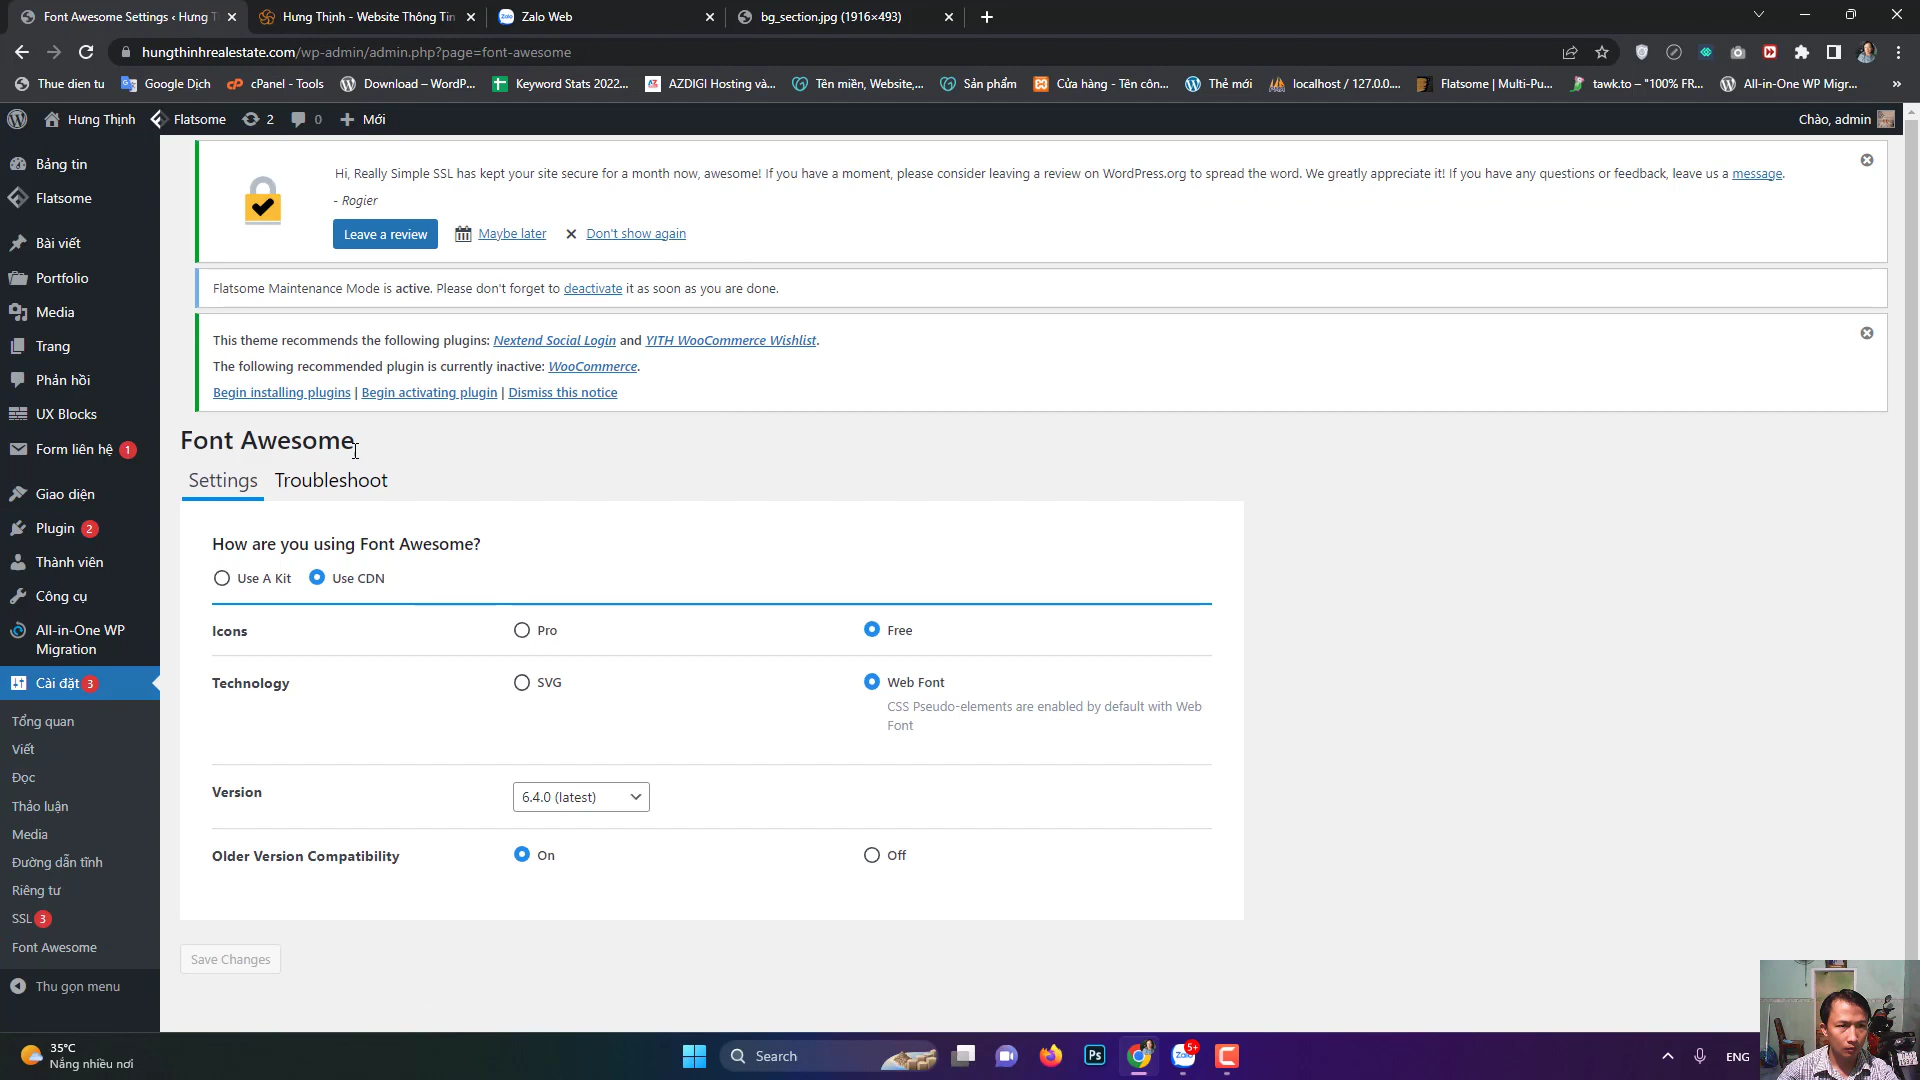 Font Awesome Settings ‹ Hưng T
Hưng Thịnh - Website Thông Tin
Zalo Web
bg_section.jpg (1916×493)
hungthinhrealestate.com/wp-admin/admin.php?page=font-awesome
Thue dien tu
Google Dịch
cPanel - Tools
Download – WordP...
Keyword Stats 2022...
AZDIGI Hosting và...
Tên miền, Website,...
Sản phẩm
Cửa hàng - Tên côn...
Thẻ mới
localhost / 127.0.0....
Flatsome | Multi-Pu...
tawk.to – "100% FR...
All-in-One WP Migr...
»
Hưng Thịnh
Flatsome
2
0
Mới
Chào, admin
Bảng tin
Flatsome
Bài viết
Portfolio
Media
Trang
Phản hồi
UX Blocks
Form liên hệ 1
Giao diện
Plugin 2
Thành viên
Công cụ
All-in-One WP
Migration
Cài đặt 3
Tổng quan
Viết
Đọc
Thảo luận
Media
Đường dẫn tĩnh
Riêng tư
SSL 3
Font Awesome
Thu gọn menu
Hi, Really Simple SSL has kept your site secure for a month now, awesome! If you have a moment, please consider leaving a review on WordPress.org to spread the word. We greatly appreciate it! If you have any questions or feedback, leave us a message.
- Rogier
Leave a review
Maybe later
Don't show again
Flatsome Maintenance Mode is active. Please don't forget to deactivate it as soon as you are done.
This theme recommends the following plugins: Nextend Social Login and YITH WooCommerce Wishlist.
The following recommended plugin is currently inactive: WooCommerce.
Begin installing plugins | Begin activating plugin | Dismiss this notice
Font Awesome
Settings
Troubleshoot
How are you using Font Awesome?
Use A Kit
Use CDN
Icons
Pro
Free
Technology
SVG
Web Font
CSS Pseudo-elements are enabled by default with Web
Font
Version
6.4.0 (latest)
Older Version Compatibility
On
Off
Save Changes
35°C
Nắng nhiều nơi
Search
Ps
Zalo
5+
ENG